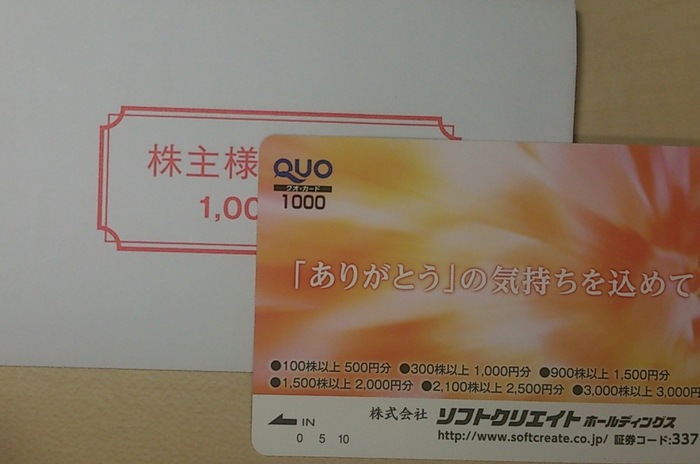 株主様
1,00
QUO
クオ・カード
1000
「ありがとう」の気持ちを込めて
●100株以上 500円分 ●300株以上 1,000円分 ●900株以上 1,500円分
●1,500株以上 2,000円分 ●2,100株以上 2,500円分 ●3,000株以上 3,000円
IN
0 5 10
株式会社 ソフトクリエイト ホールディングス
http://www.softcreate.co.jp/ 証券コード:337